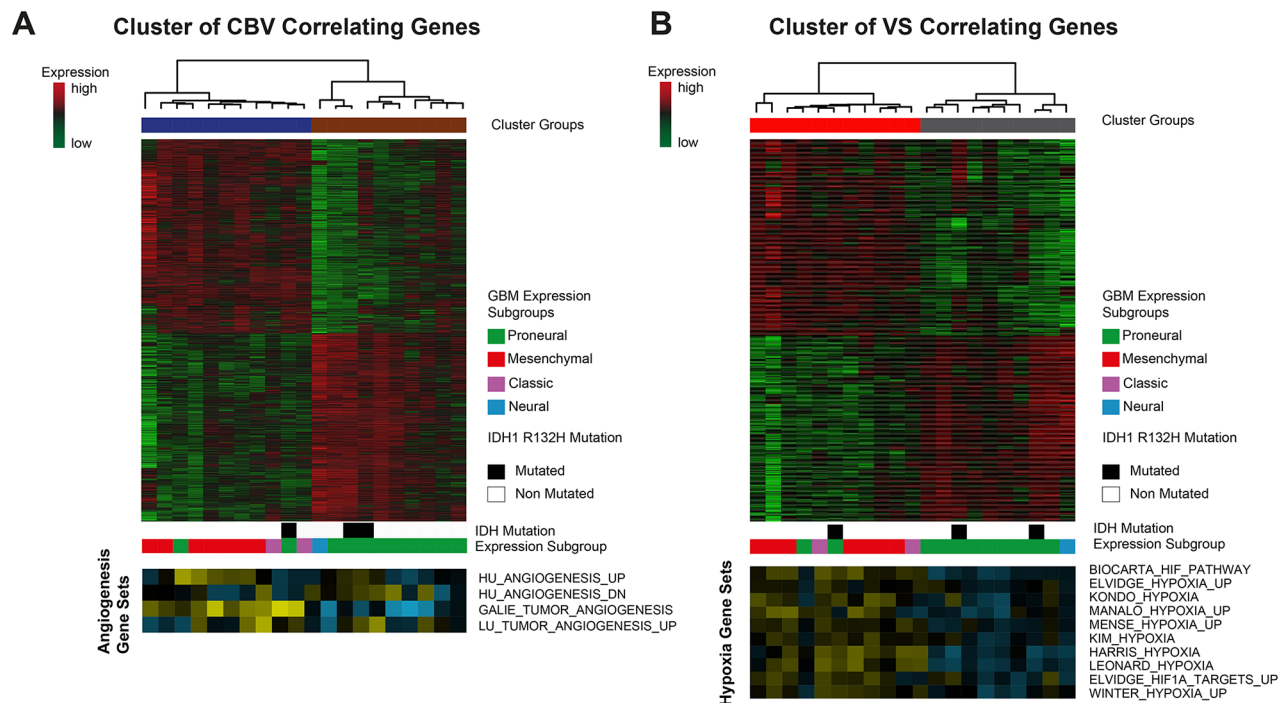 A
Cluster of CBV Correlating Genes
Expression
high
low
Cluster Groups
GBM Expression
Subgroups
Proneural
Mesenchymal
Classic
Neural
IDH1 R132H Mutation
Mutated
Non Mutated
IDH Mutation
Expression Subgroup
Angiogenesis
Gene Sets
HU_ANGIOGENESIS_UP
HU_ANGIOGENESIS_DN
GALIE_TUMOR_ANGIOGENESIS
LU_TUMOR_ANGIOGENESIS_UP
B
Cluster of VS Correlating Genes
Expression
high
low
Cluster Groups
GBM Expression
Subgroups
Proneural
Mesenchymal
Classic
Neural
IDH1 R132H Mutation
Mutated
Non Mutated
IDH Mutation
Expression Subgroup
Hypoxia Gene Sets
BIOCARTA_HIF_PATHWAY
ELVIDGE_HYPOXIA_UP
KONDO_HYPOXIA
MANALO_HYPOXIA_UP
MENSE_HYPOXIA_UP
KIM_HYPOXIA
HARRIS_HYPOXIA
LEONARD_HYPOXIA
ELVIDGE_HIF1A_TARGETS_UP
WINTER_HYPOXIA_UP